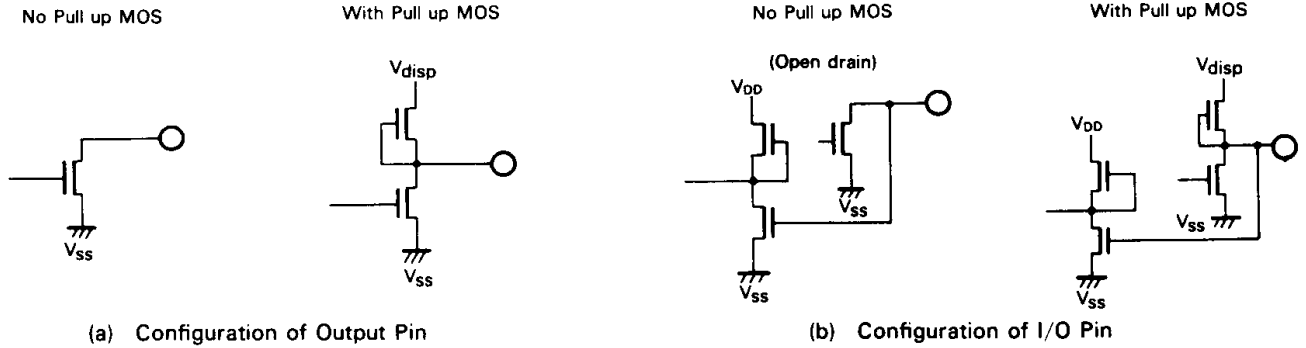 No Pull up MOS
With Pull up MOS
Vdisp
VSS
VSS
(a) Configuration of Output Pin
No Pull up MOS
With Pull up MOS
(Open drain)
VDD
VSS
VSS
Vdisp
VDD
VSS
VSS
(b) Configuration of I/O Pin